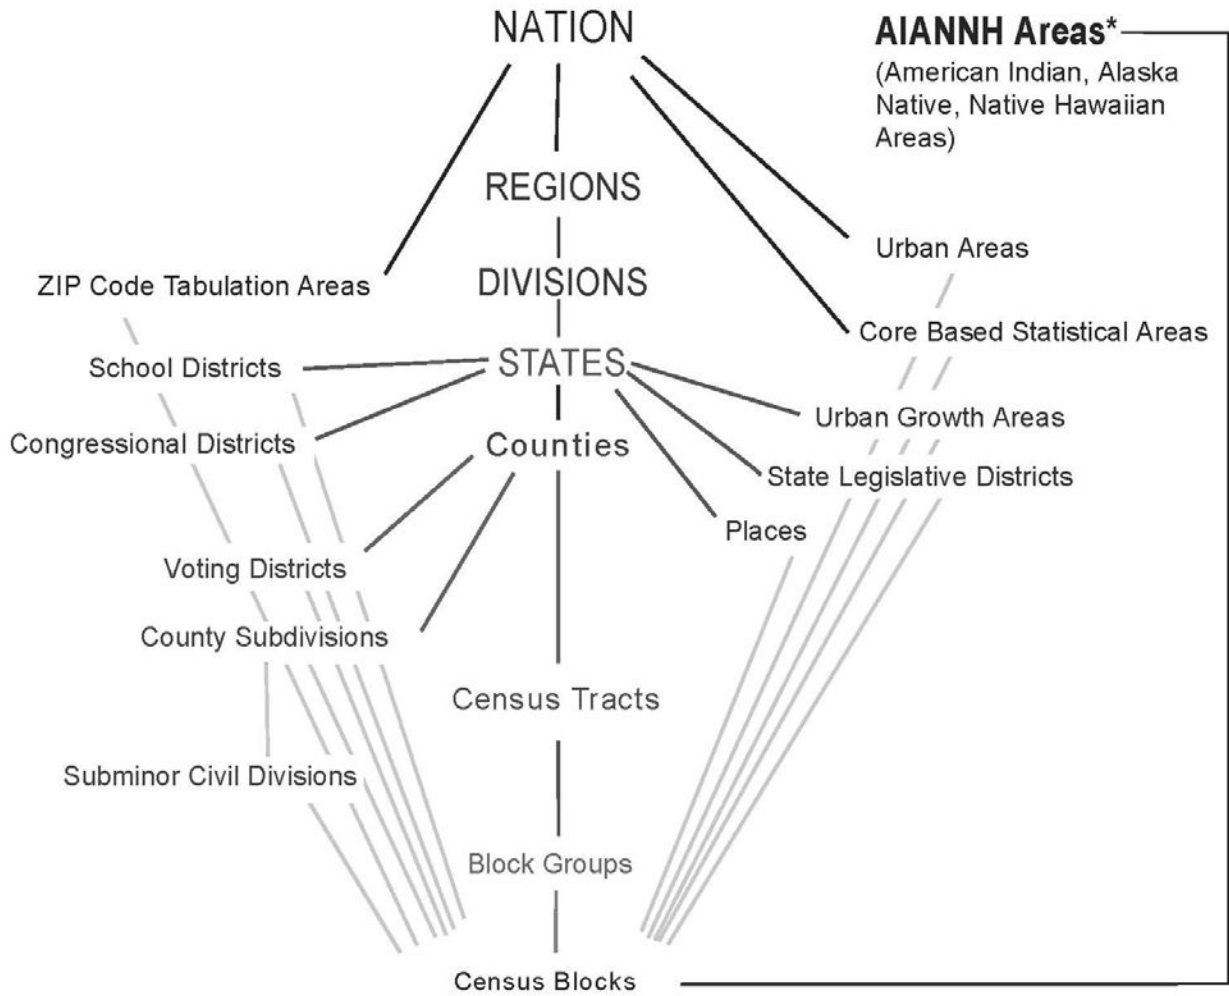 NATION
AIANNH Areas*
(American Indian, Alaska
Native, Native Hawaiian
Areas)
REGIONS
Urban Areas
ZIP Code Tabulation Areas
DIVISIONS
Core Based Statistical Areas
School Districts
STATES
Urban Growth Areas
Congressional Districts
Counties
State Legislative Districts
Places
Voting Districts
County Subdivisions
Census Tracts
Subminor Civil Divisions
Block Groups
Census Blocks